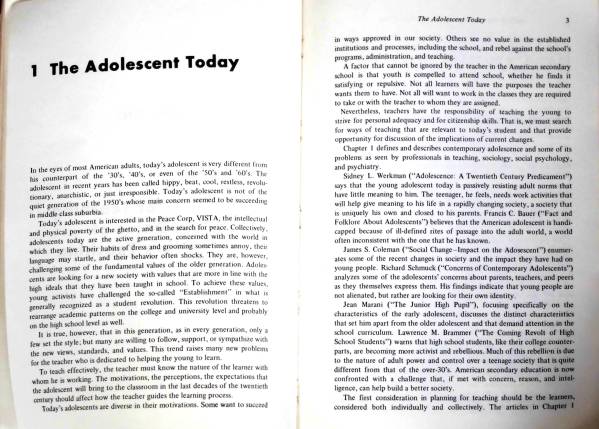 1 The Adolescent Today
In the eyes of most American adults, today's adolescent is very different from
his counterpart of the '30's, '40's, or even of the '50's and '60's. The
adolescent in recent years has been called hippy, beat, cool, restless, revolu-
tionary, anarchistic, or just irresponsible. Today's adolescent is not of the
quiet generation of the 1950's whose main concern seemed to be succeeding
in middle class suburbia.
Today's adolescent is interested in the Peace Corp, VISTA, the intellectual
and physical poverty of the ghetto, and in the search for peace. Collectively,
adolescents today are the active generation, concerned with the world in
which they live. Their habits of dress and grooming sometimes annoy, their
language may startle, and their behavior often shocks. They are, however,
challenging some of the fundamental values of the older generation. Adoles-
cents are looking for a new society with values that are more in line with the
high ideals that they have been taught in school. To achieve these values,
young activists have challenged the so-called "Establishment" in what is
generally recognized as a student revolution. This revolution threatens to
rearrange academic patterns on the college and university level and probably
on the high school level as well.
It is true, however, that in this generation, as in every generation, only a
few set the style; but many are willing to follow, support, or sympathize with
the new views, standards, and values. This trend raises many new problems
for the teacher who is dedicated to helping the young to learn.
To teach effectively, the teacher must know the nature of the learner with
whom he is working. The motivations, the perceptions, the expectations that
the adolescent will bring to the classroom in the last decades of the twentieth
century should affect how the teacher guides the learning process.
Today's adolescents are diverse in their motivations. Some want to succeed
The Adolescent Today 3
in ways approved in our society. Others see no value in the established
institutions and processes, including the school, and rebel against the school's
programs, administration, and teaching.
A factor that cannot be ignored by the teacher in the American secondary
school is that youth is compelled to attend school, whether he finds it
satisfying or repulsive. Not all learners will have the purposes the teacher
wants them to have. Not all will want to work in the classes they are required
to take or with the teacher to whom they are assigned.
Nevertheless, teachers have the responsibility of teaching the young to
strive for personal adequacy and for citizenship skills. That is, we must search
for ways of teaching that are relevant to today's student and that provide
opportunity for discussion of the implications of current changes.
Chapter 1 defines and describes contemporary adolescence and some of its
problems as seen by professionals in teaching, sociology, social psychology,
and psychiatry.
Sidney L. Werkman ("Adolescence: A Twentieth Century Predicament")
says that the young adolescent today is passively resisting adult norms that
have little meaning to him. The teenager, he feels, needs work activities that
will help give meaning to his life in a rapidly changing society, a society that
is uniquely his own and closed to his parents. Francis C. Bauer ("Fact and
Folklore About Adolescents") believes that the American adolescent is handi-
capped because of ill-defined rites of passage into the adult world, a world
often inconsistent with the one that he has known.
James S. Coleman ("Social Change—Impact on the Adosecent") enumer-
ates some of the recent changes in society and the impact they have had on
young people. Richard Schmuck ("Concerns of Contemporary Adolescents")
analyzes some of the adolescents' concerns about parents, teachers, and peers
as they themselves express them. His findings indicate that young people are
not alienated, but rather are looking for their own identity.
Jean Marani ("The Junior High Pupil"), focusing specifically on the
characteristics of the early adolescent, discusses the distinct characteristics
that set him apart from the older adolescent and that demand attention in the
school curriculum. Lawrence M. Brammer ("The Coming Revolt of High
School Students") warns that high school students, like their college counter-
parts, are becoming more activist and rebellious. Much of this rebellion is due
to the nature of adult power and control over a teenage society that is quite
different from that of the over-30's. American secondary education is now
confronted with a challenge that, if met with concern, reason, and intel-
ligence, can help build a better society.
The first consideration in planning for teaching should be the learners,
considered both individually and collectively. The articles in Chapter 1